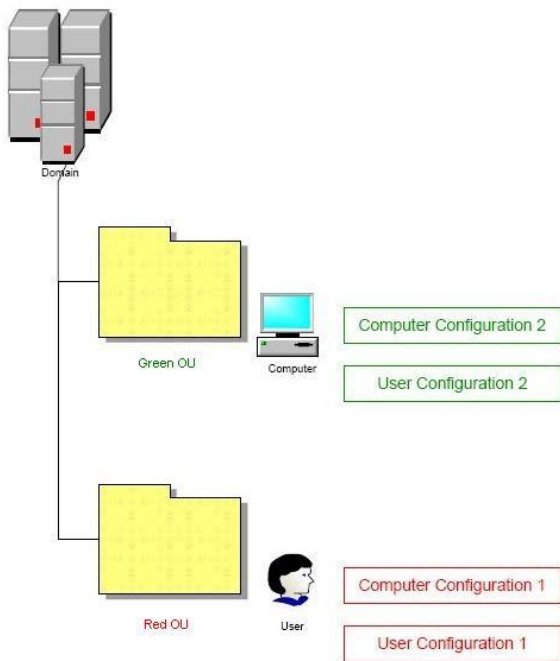 Domain
Green OU
Computer
Computer Configuration 2
User Configuration 2
Red OU
User
Computer Configuration 1
User Configuration 1